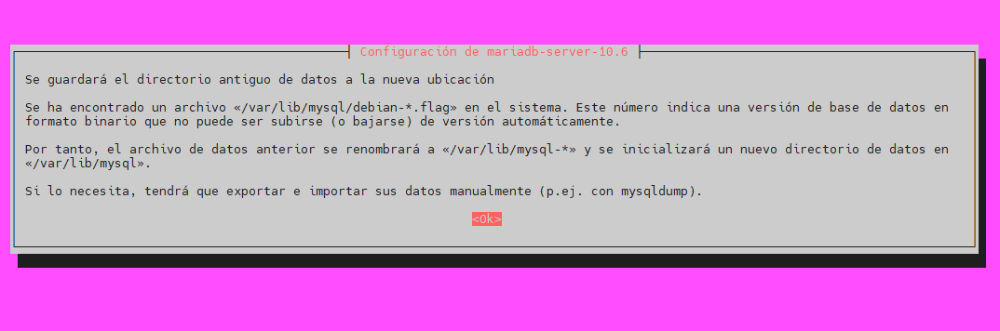 Configuración de mariadb-server-10.6
Se guardará el directorio antiguo de datos a la nueva ubicación
Se ha encontrado un archivo «/var/lib/mysql/debian-*.flag» en el sistema. Este número indica una versión de base de datos en
formato binario que no puede ser subirse (o bajarse) de versión automáticamente.
Por tanto, el archivo de datos anterior se renombrará a «/var/lib/mysql-*» y se inicializará un nuevo directorio de datos en
«/var/lib/mysql».
Si lo necesita, tendrá que exportar e importar sus datos manualmente (p.ej. con mysqldump).
<Ok>